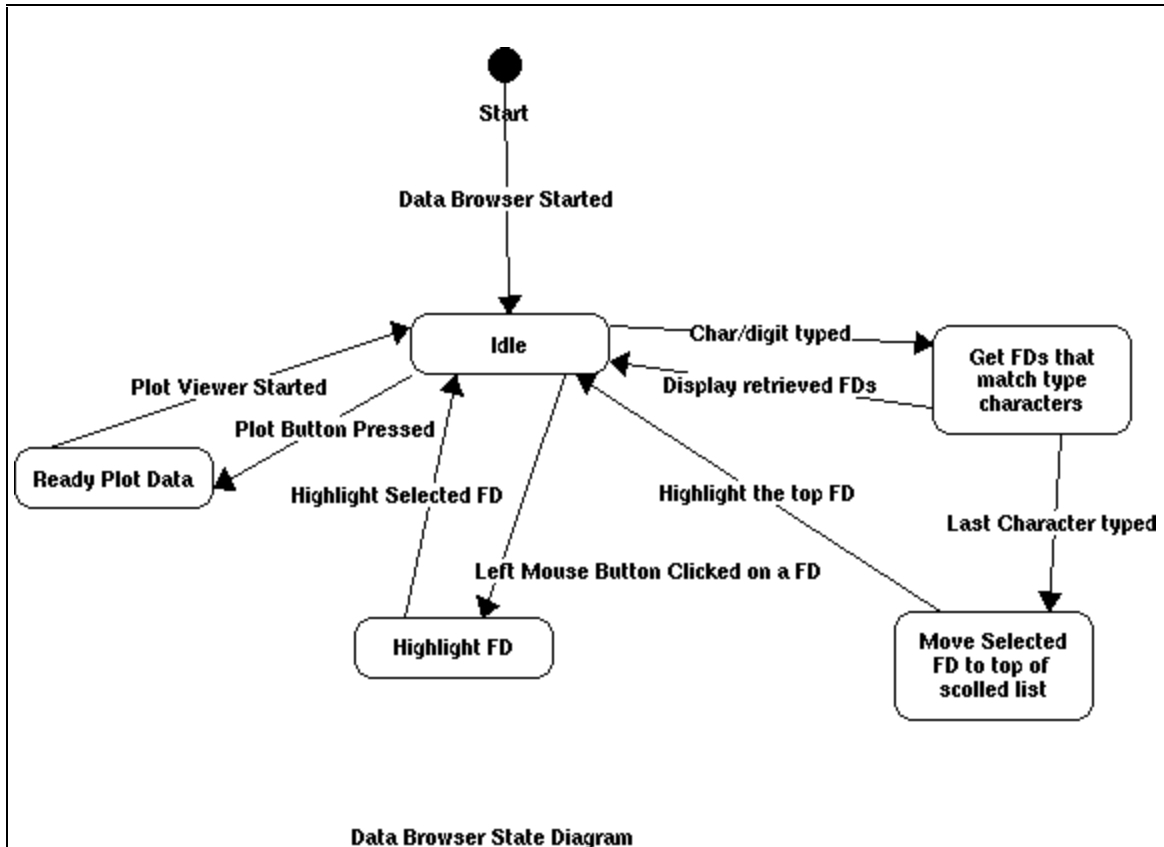 Start
Data Browser Started
Idle
Char/digit typed
Get FDs that
match type
characters
Display retrieved FDs
Plot Viewer Started
Plot Button Pressed
Ready Plot Data
Highlight Selected FD
Highlight the top FD
Last Character typed
Left Mouse Button Clicked on a FD
Highlight FD
Move Selected
FD to top of
scolled list
Data Browser State Diagram